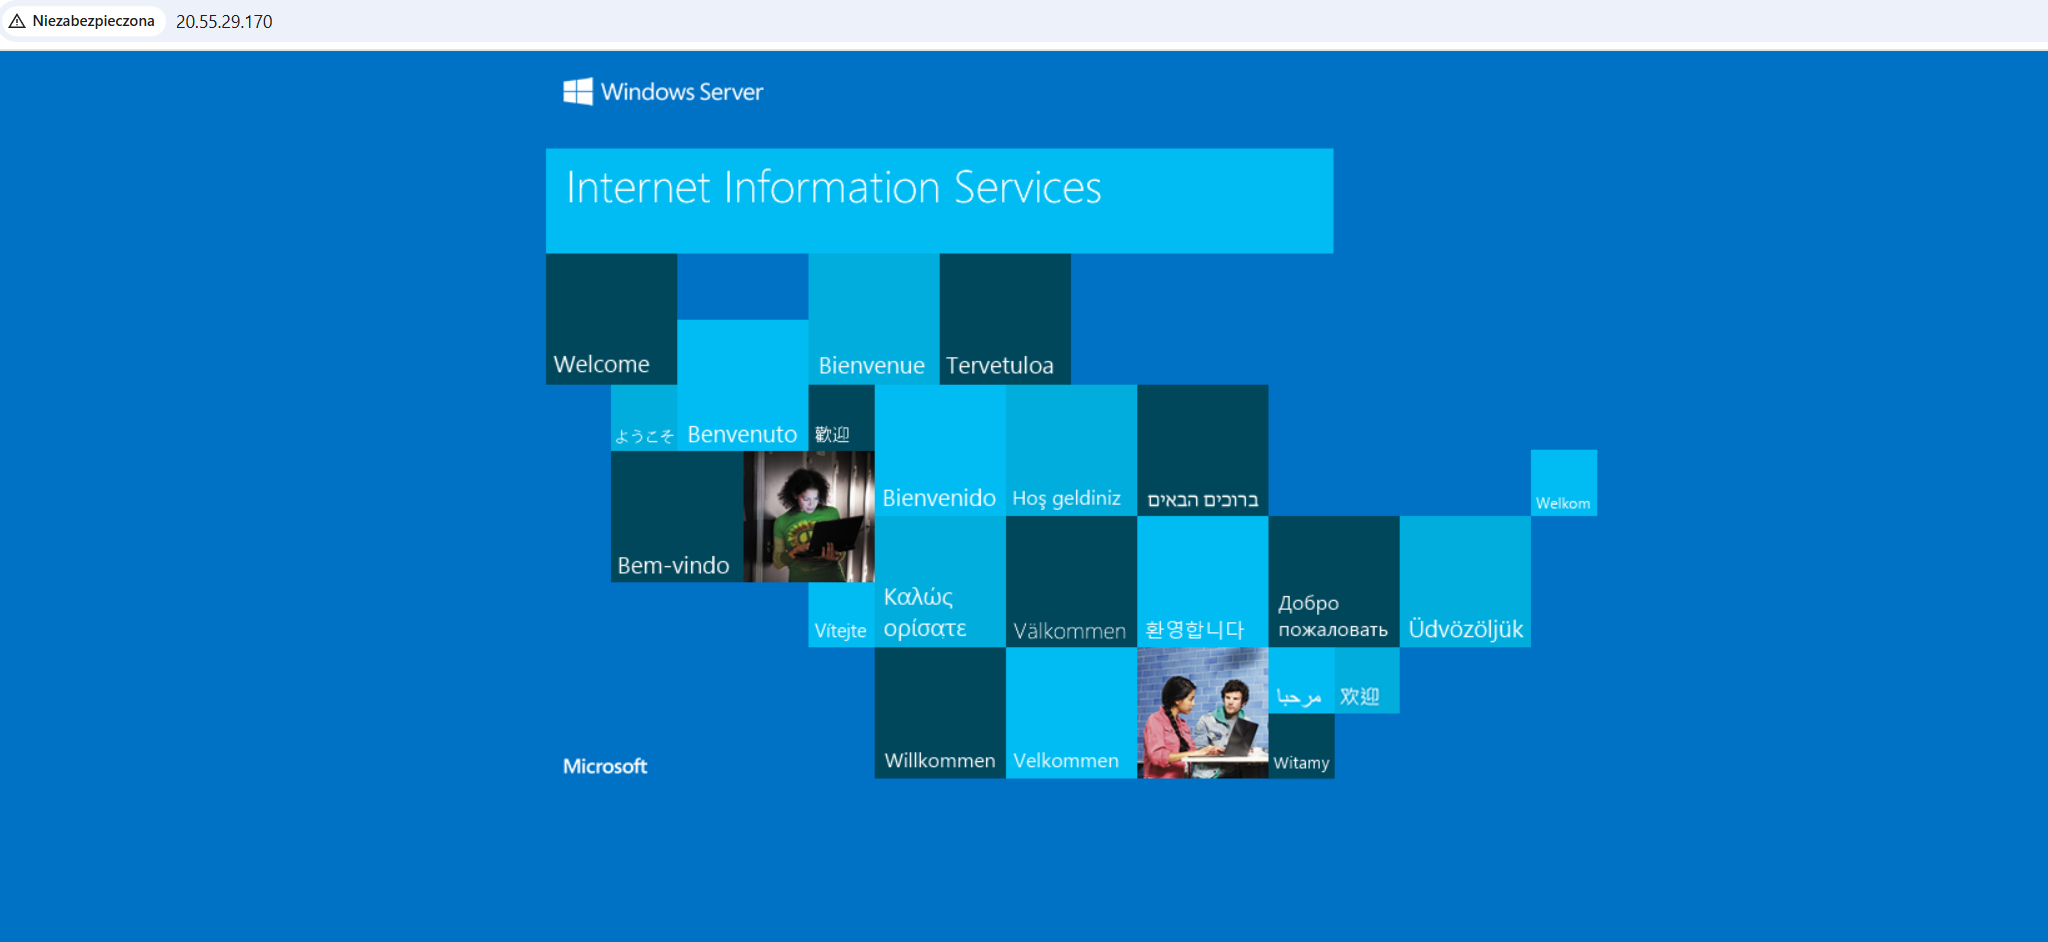 Niezabezpieczona 20.55.29.170
Windows Server
Internet Information Services
Welcome
Bienvenue
Tervetuloa
ようこそ
Benvenuto
歡迎
Bienvenido
Hoş geldiniz
ברוכים הבאים
Welkom
Bem-vindo
Vítejte
Καλώς
ορίσατε
Välkommen
환영합니다
Добро
пожаловать
Üdvözöljük
مرحبا
欢迎
Willkommen
Velkommen
Witamy
Microsoft